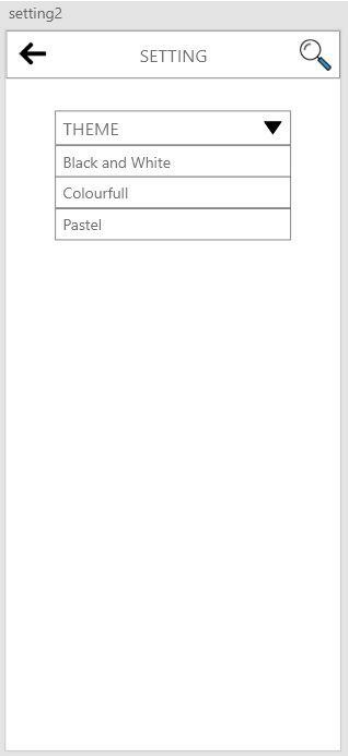 setting2
SETTING
THEME
Black and White
Colourfull
Pastel